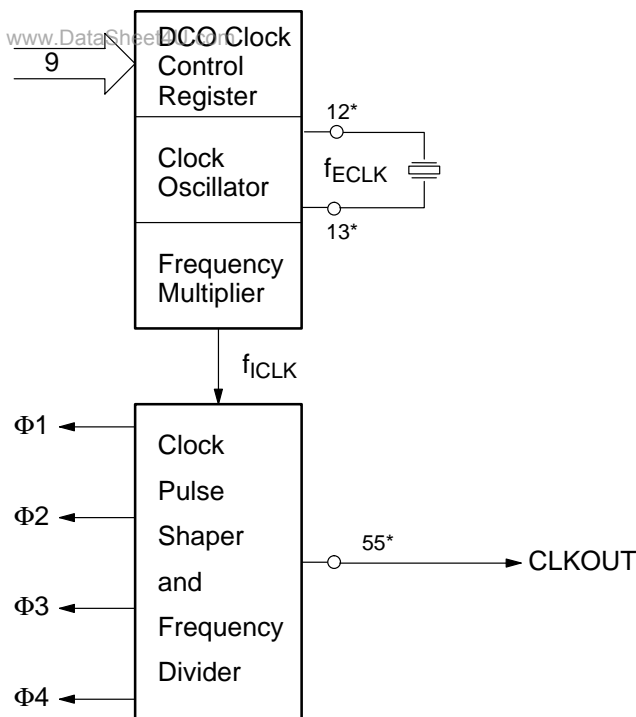 www.DataSheet4U.com
DCO Clock
Control
Register
9
12*
Clock
Oscillator
fECLK
13*
Frequency
Multiplier
fICLK
Φ1
Φ2
Φ3
Φ4
Clock
Pulse
Shaper
and
Frequency
Divider
55*
CLKOUT